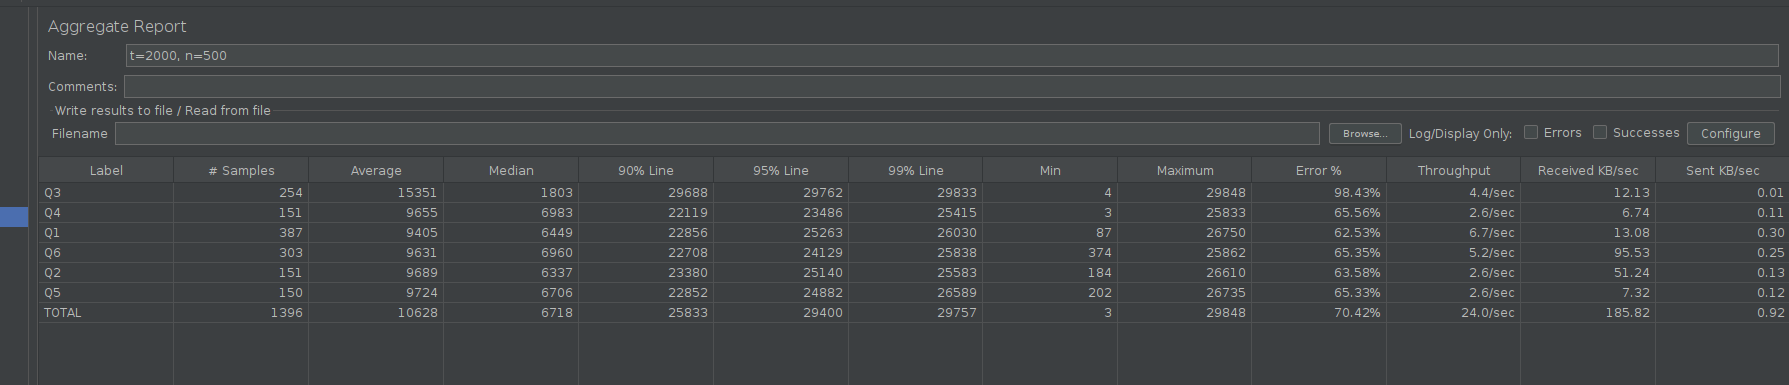 Aggregate Report
Name: t=2000, n=500
Comments:
Write results to file / Read from file
Filename Browse... Log/Display Only: Errors Successes Configure
Label # Samples Average Median 90% Line 95% Line 99% Line Min Maximum Error % Throughput Received KB/sec Sent KB/sec
Q3 254 15351 1803 29688 29762 29833 4 29848 98.43% 4.4/sec 12.13 0.01
Q4 151 9655 6983 22119 23486 25415 3 25833 65.56% 2.6/sec 6.74 0.11
Q1 387 9405 6449 22856 25263 26030 87 26750 62.53% 6.7/sec 13.08 0.30
Q6 303 9631 6960 22708 24129 25838 374 25862 65.35% 5.2/sec 95.53 0.25
Q2 151 9689 6337 23380 25140 25583 184 26610 63.58% 2.6/sec 51.24 0.13
Q5 150 9724 6706 22852 24882 26589 202 26735 65.33% 2.6/sec 7.32 0.12
TOTAL 1396 10628 6718 25833 29400 29757 3 29848 70.42% 24.0/sec 185.82 0.92